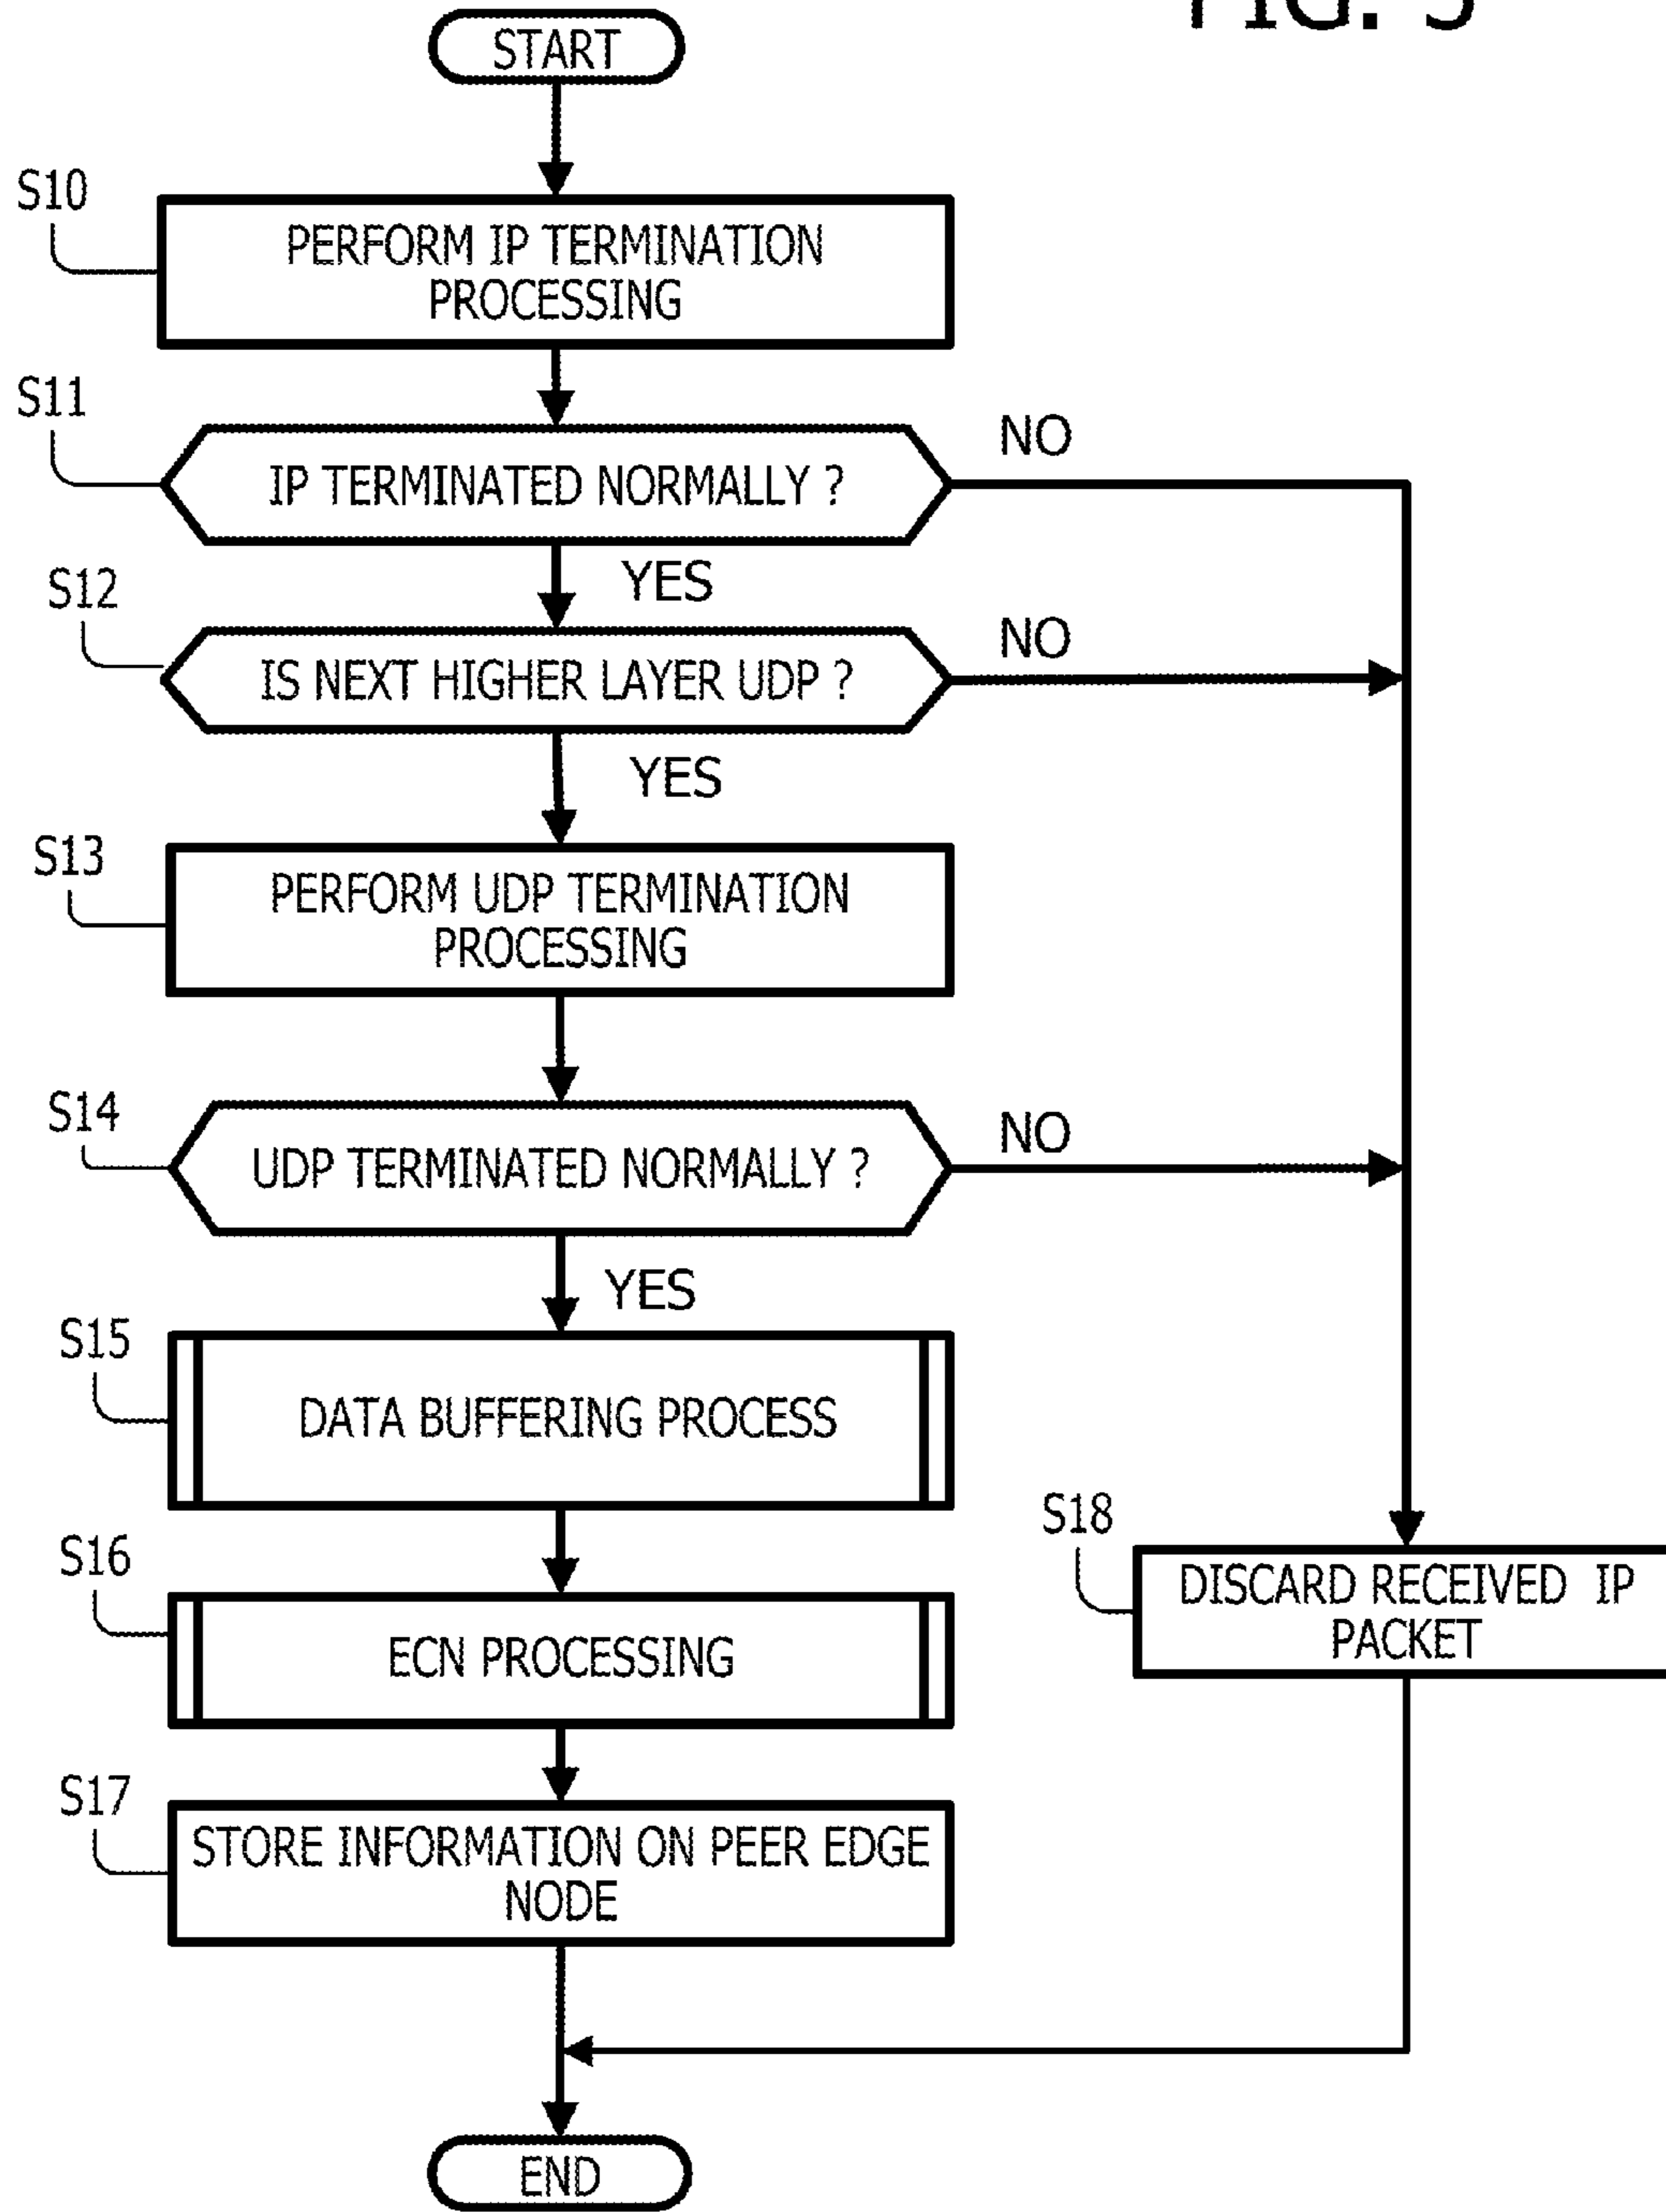 FIG. 5
START
S10
PERFORM IP TERMINATION
PROCESSING
S11
IP TERMINATED NORMALLY ?
NO
YES
S12
IS NEXT HIGHER LAYER UDP ?
NO
YES
S13
PERFORM UDP TERMINATION
PROCESSING
S14
UDP TERMINATED NORMALLY ?
NO
YES
S15
DATA BUFFERING PROCESS
S16
ECN PROCESSING
S17
STORE INFORMATION ON PEER EDGE
NODE
S18
DISCARD RECEIVED IP
PACKET
END